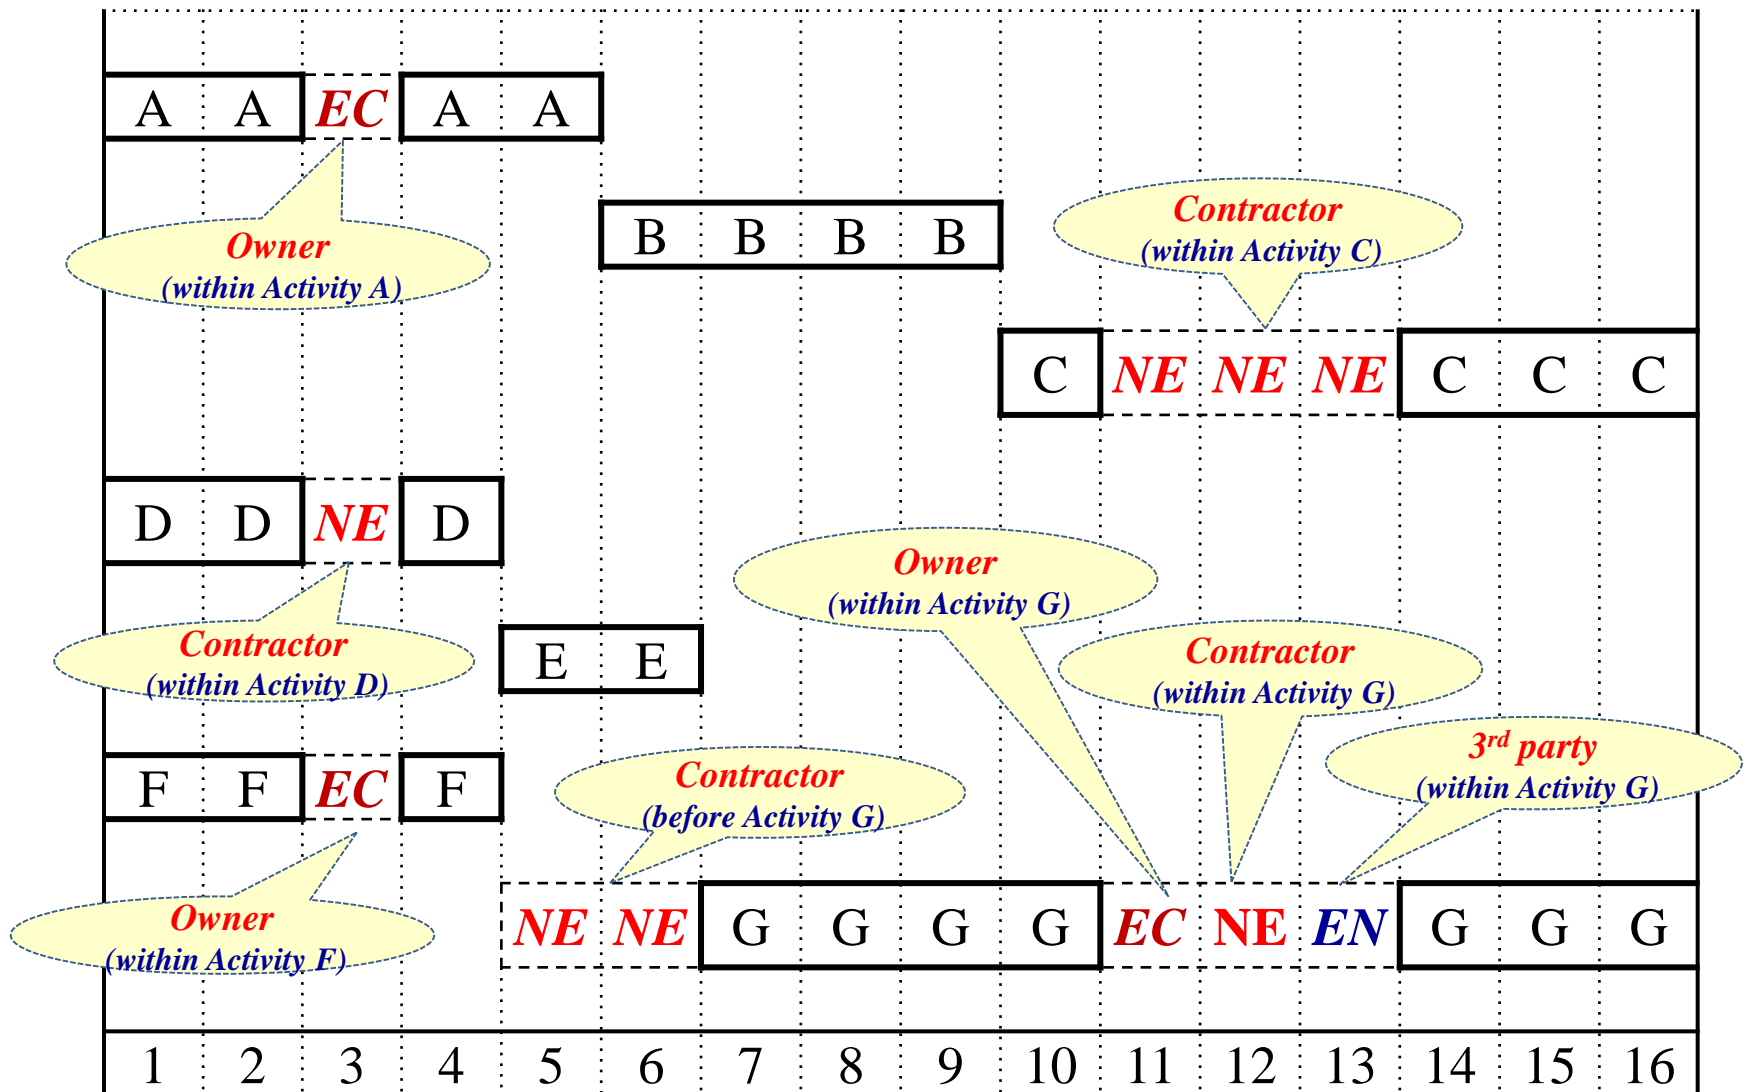 A A EC A A
Owner
(within Activity A)
B B B B
Contractor
(within Activity C)
C NE NE NE C C C
D D NE D
Contractor
(within Activity D)
E E
Owner
(within Activity G)
Contractor
(within Activity G)
3rd party
(within Activity G)
F F EC F
Contractor
(before Activity G)
Owner
(within Activity F)
NE NE G G G G EC NE EN G G G
1 2 3 4 5 6 7 8 9 10 11 12 13 14 15 16